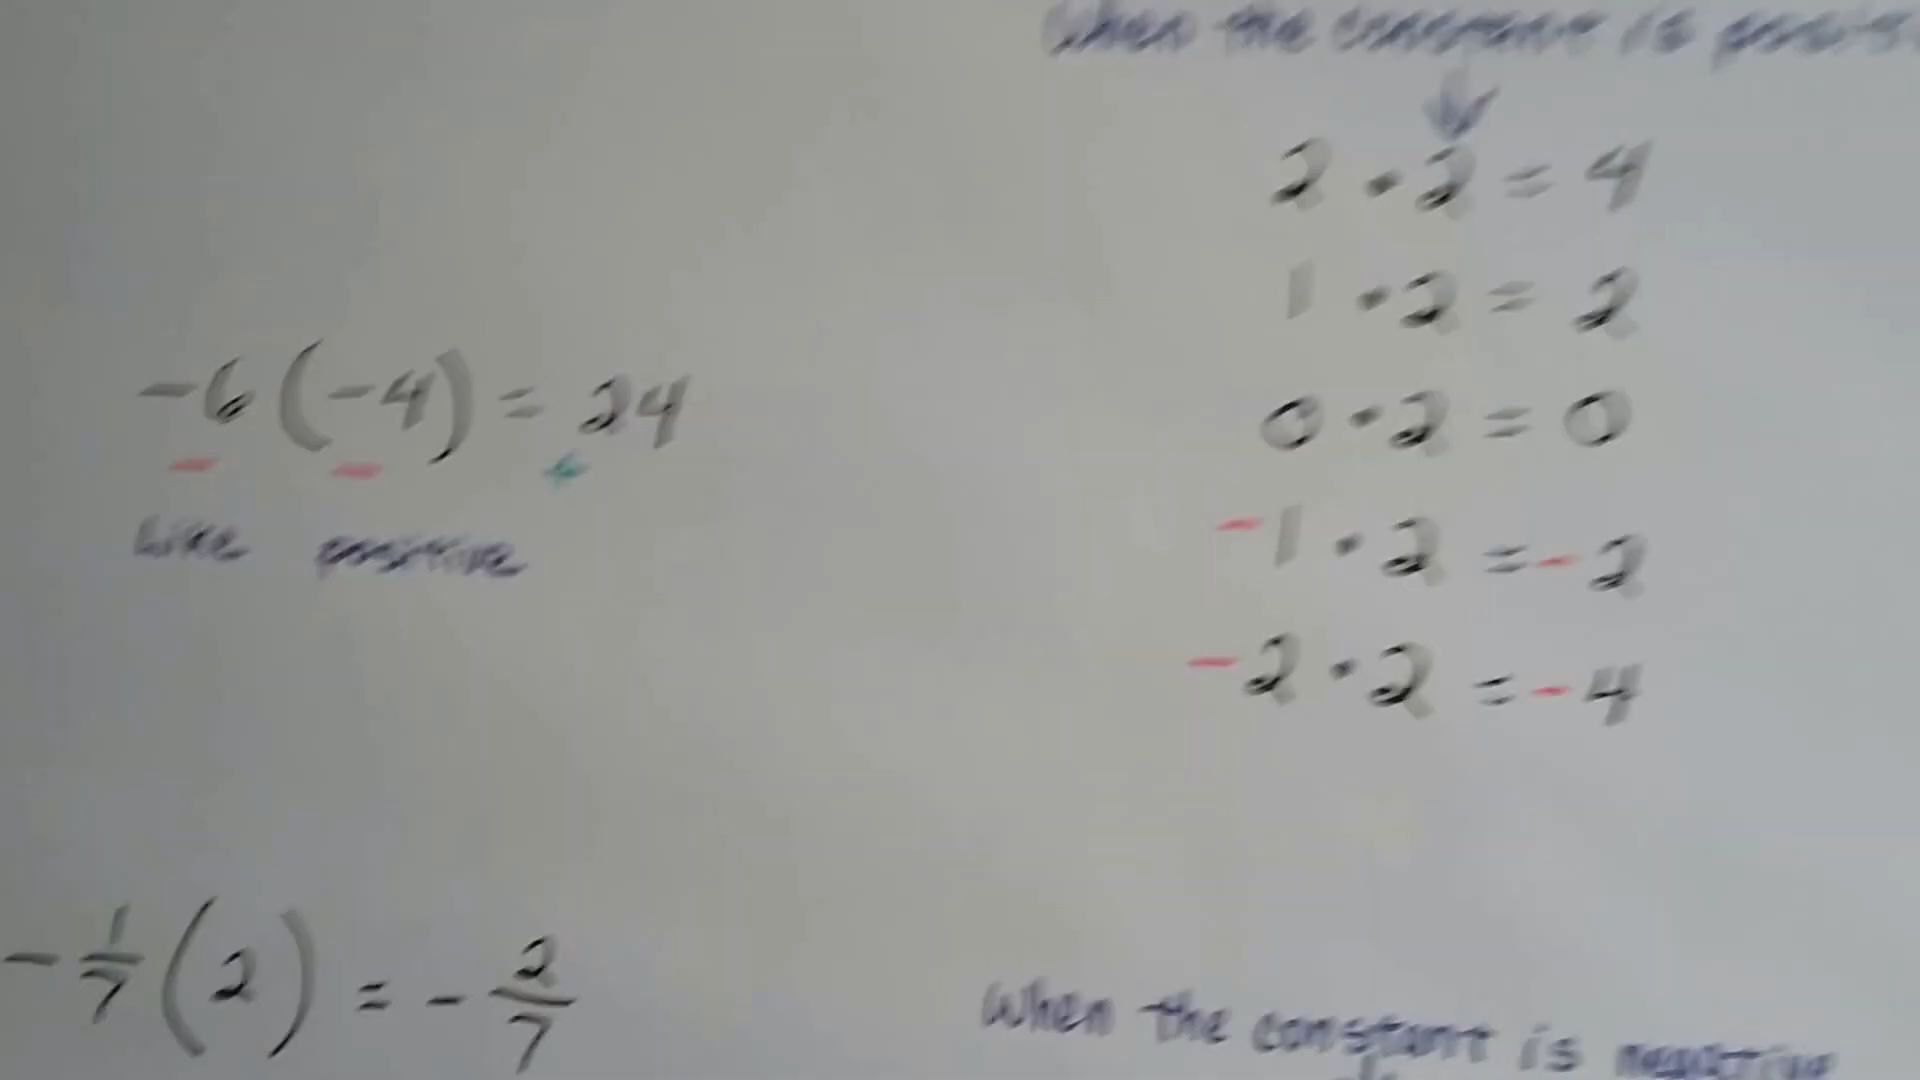 -6(-4) = 24
- - +
Like positive
-1/7(2) = -2/7
When the constant is
2 • 2 = 4
1 • 2 = 2
0 • 2 = 0
-1 • 2 = -2
-2 • 2 = -4
When the constant is negative